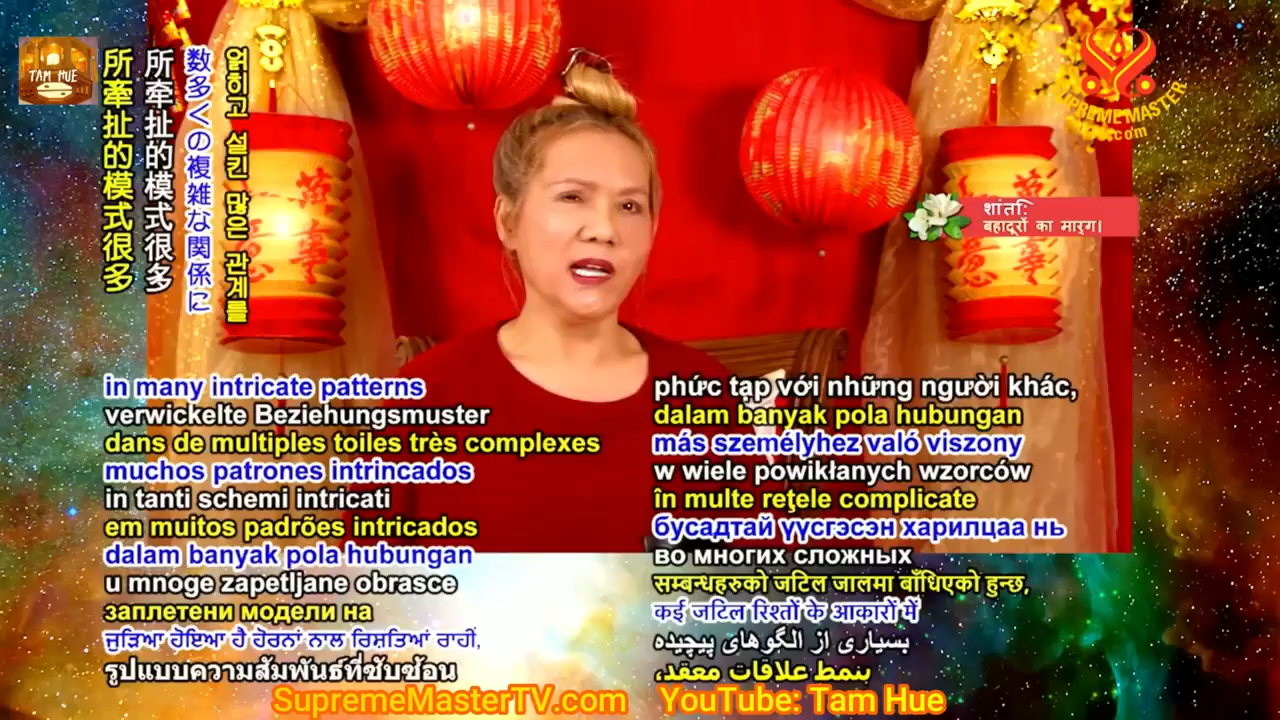 TAM HUE
所牽扯的模式很多
所牵扯的模式很多
数多くの複雑な関係に
얽히고 설킨 많은 관계를
SUPREME MASTER
शांति:
बहादूरों का मार्ग।
in many intricate patterns
verwickelte Beziehungsmuster
dans de multiples toiles très complexes
muchos patrones intrincados
in tanti schemi intricati
em muitos padrões intricados
dalam banyak pola hubungan
u mnoge zapetljane obrasce
заплетени модели на
ਜੁੜਿਆ ਹੋਇਆ ਹੈ ਹੋਰਨਾਂ ਨਾਲ ਰਿਸ਼ਤਿਆਂ ਰਾਹੀਂ,
รูปแบบความสัมพันธ์ที่ซับซ้อน
phức tạp với những người khác,
dalam banyak pola hubungan
más személyhez való viszony
w wiele powikłanych wzorców
în multe reţele complicate
бусадтай үүсгэсэн харилцаа нь
во многих сложных
सम्बन्धहरुको जटिल जालमा बाँधिएको हुन्छ,
कई जटिल रिश्तों के आकारों में
بسیاری از الگوهای پیچیده
بنمط علاقات معقد،
SupremeMasterTV.com YouTube: Tam Hue